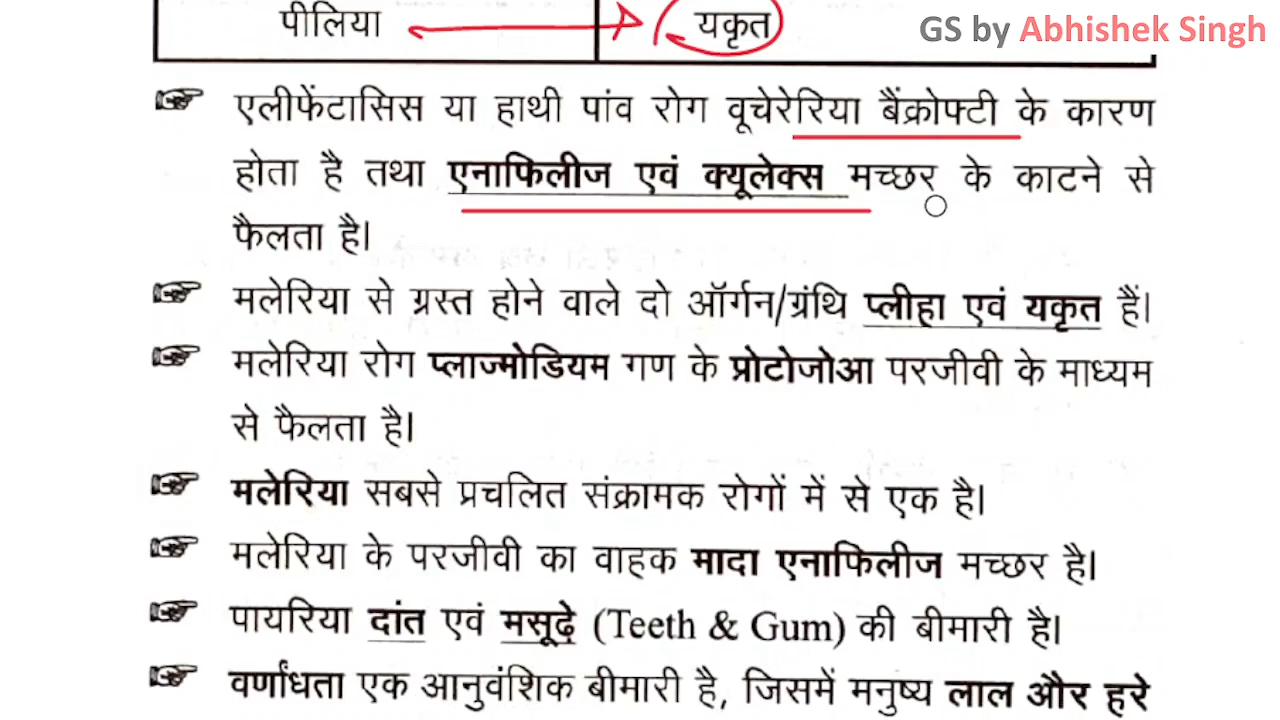 पीलिया यकृत
GS by Abhishek Singh
एलीफेंटासिस या हाथी पांव रोग वूचेरेरिया बैंक्रोफ्टी के कारण
होता है तथा एनाफिलीज एवं क्यूलेक्स मच्छर के काटने से
फैलता है।
मलेरिया से ग्रस्त होने वाले दो ऑर्गन/ग्रंथि प्लीहा एवं यकृत हैं।
मलेरिया रोग प्लाज्मोडियम गण के प्रोटोजोआ परजीवी के माध्यम
से फैलता है।
मलेरिया सबसे प्रचलित संक्रामक रोगों में से एक है।
मलेरिया के परजीवी का वाहक मादा एनाफिलीज मच्छर है।
पायरिया दांत एवं मसूढ़े (Teeth & Gum) की बीमारी है।
वर्णांधता एक आनुवंशिक बीमारी है, जिसमें मनुष्य लाल और हरे